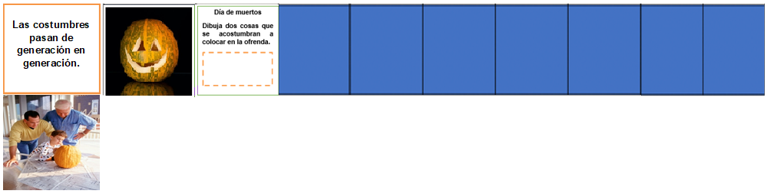 Las costumbres
pasan de
generación en
generación.
Día de muertos
Dibuja dos cosas que
se acostumbran a
colocar en la ofrenda.